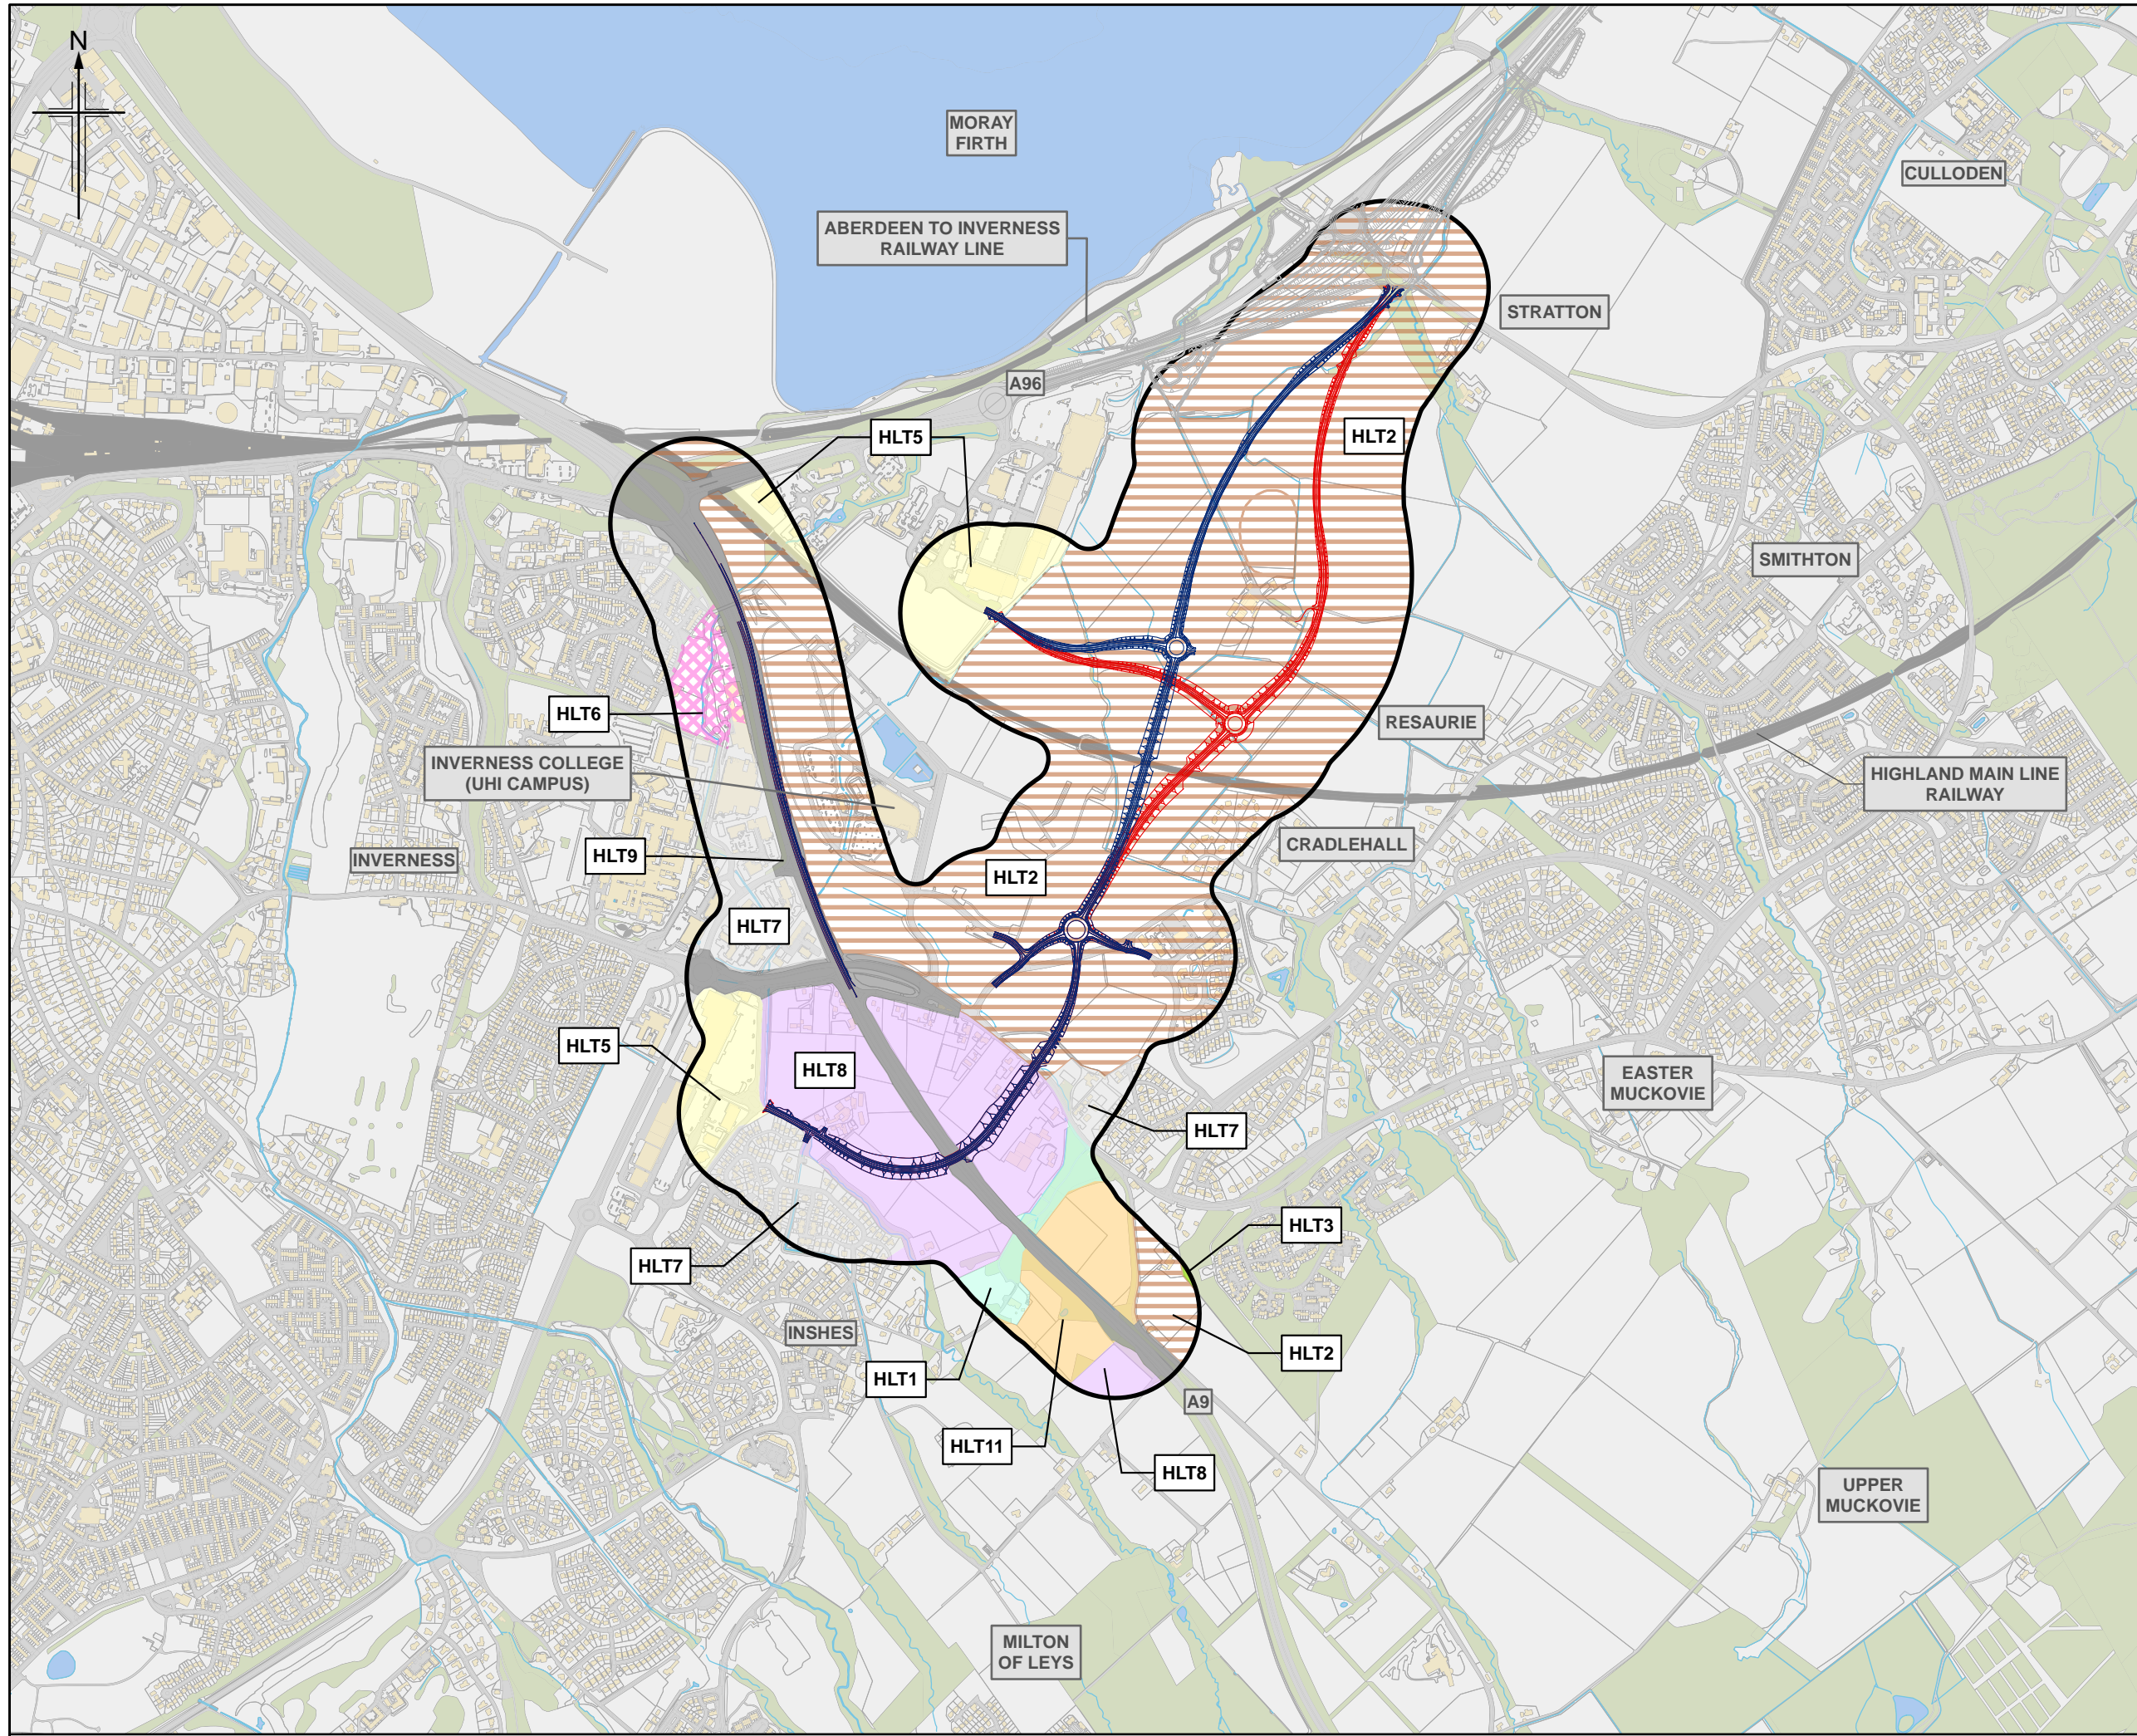 N
MORAY
FIRTH
CULLODEN
ABERDEEN TO INVERNESS
RAILWAY LINE
STRATTON
A96
HLT5
HLT2
SMITHTON
HLT6
RESAURIE
INVERNESS COLLEGE
(UHI CAMPUS)
HIGHLAND MAIN LINE
RAILWAY
CRADLEHALL
HLT9
INVERNESS
HLT2
HLT7
HLT5
HLT8
EASTER
MUCKOVIE
HLT7
HLT3
HLT7
INSHES
HLT2
HLT1
A9
HLT11
HLT8
UPPER
MUCKOVIE
MILTON
OF LEYS